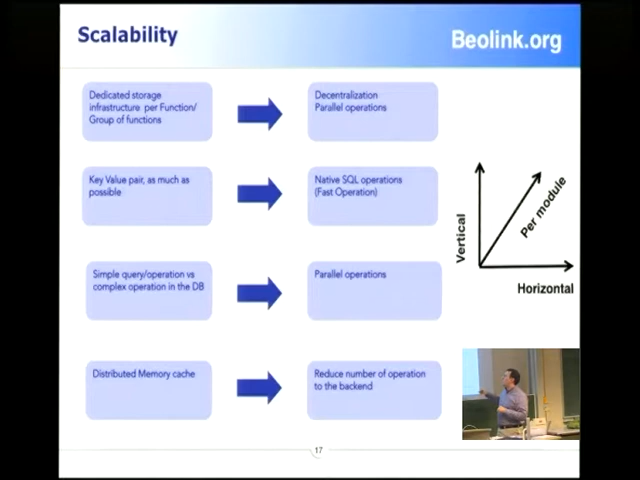 Scalability
Beolink.org
Dedicated storage
infrastructure per Function/
Group of functions
Decentralization
Parallel operations
Key Value pair, as much as
possible
Native SQL operations
(Fast Operation)
Simple query/operation vs
complex operation in the DB
Parallel operations
Distributed Memory cache
Reduce number of operation
to the backend
Vertical
Per module
Horizontal
17